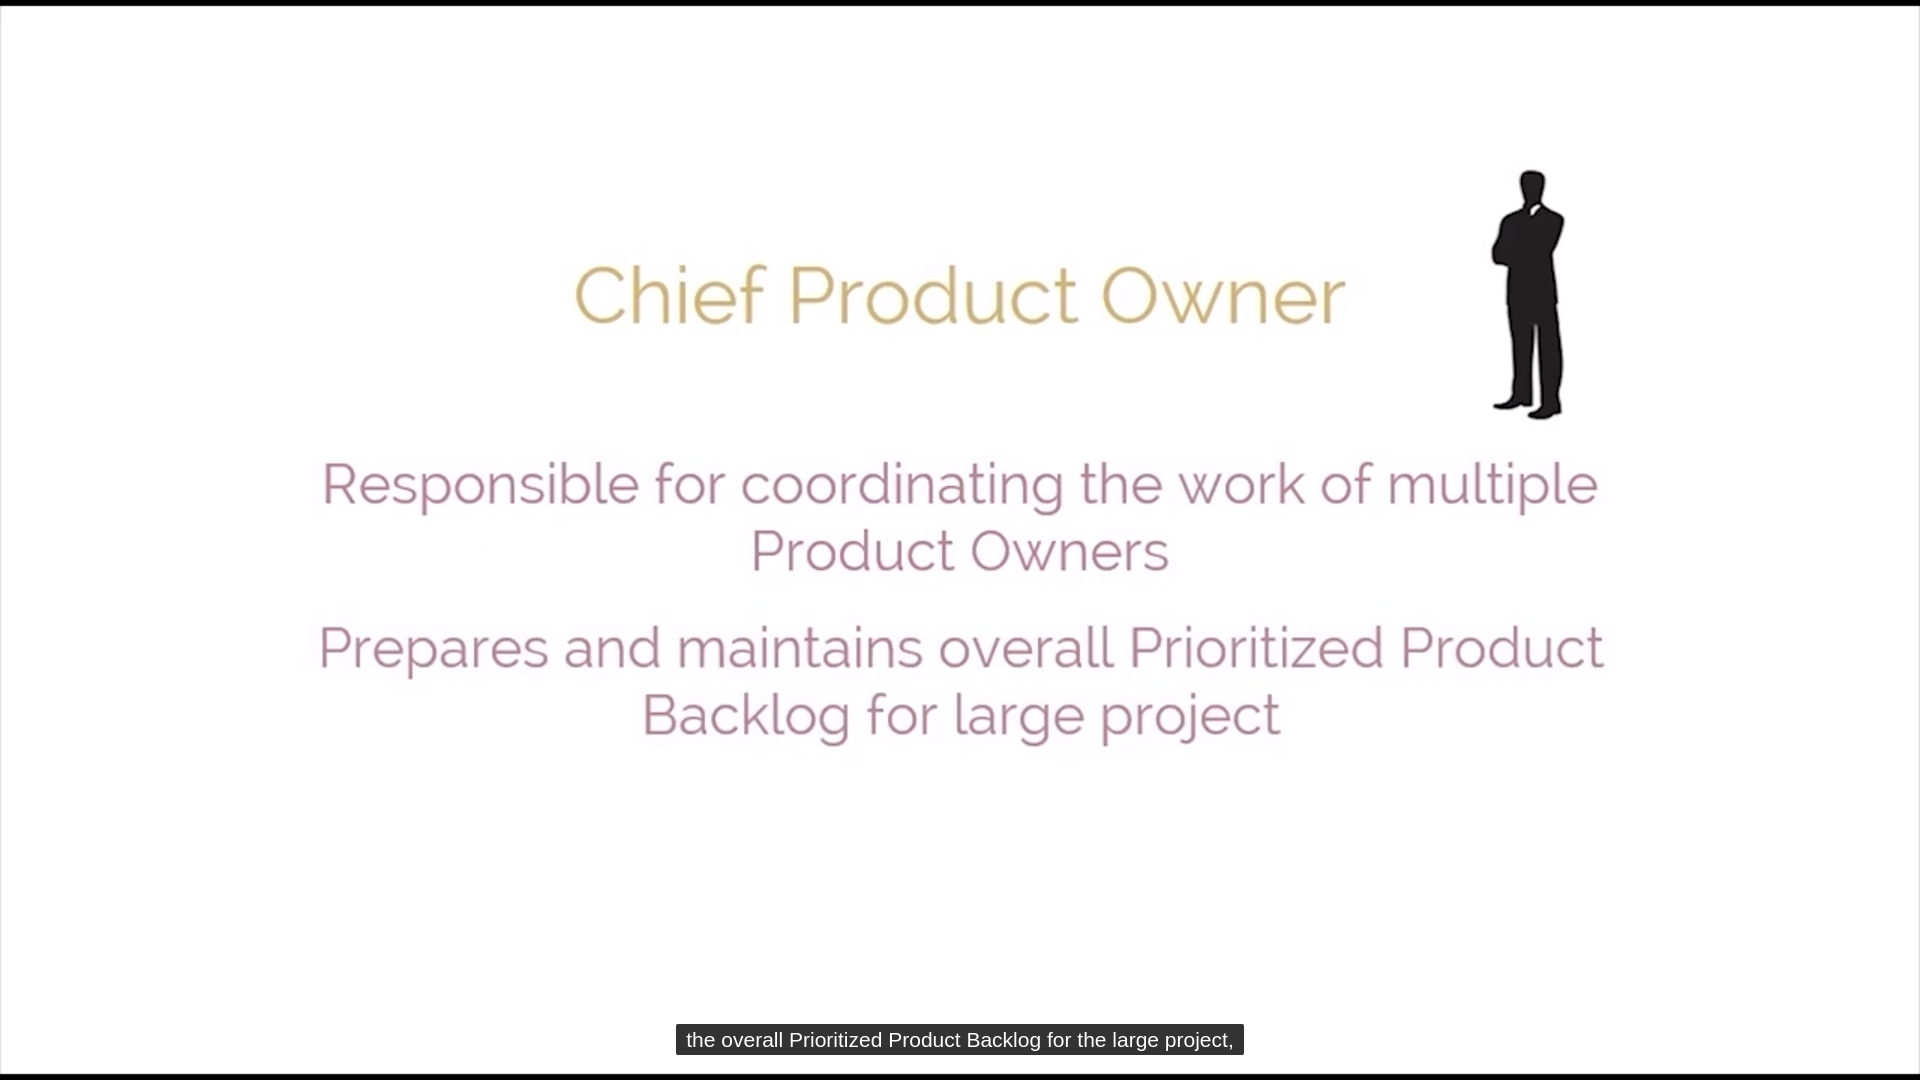 Chief Product Owner
Responsible for coordinating the work of multiple
Product Owners
Prepares and maintains overall Prioritized Product
Backlog for large project
the overall Prioritized Product Backlog for the large project,